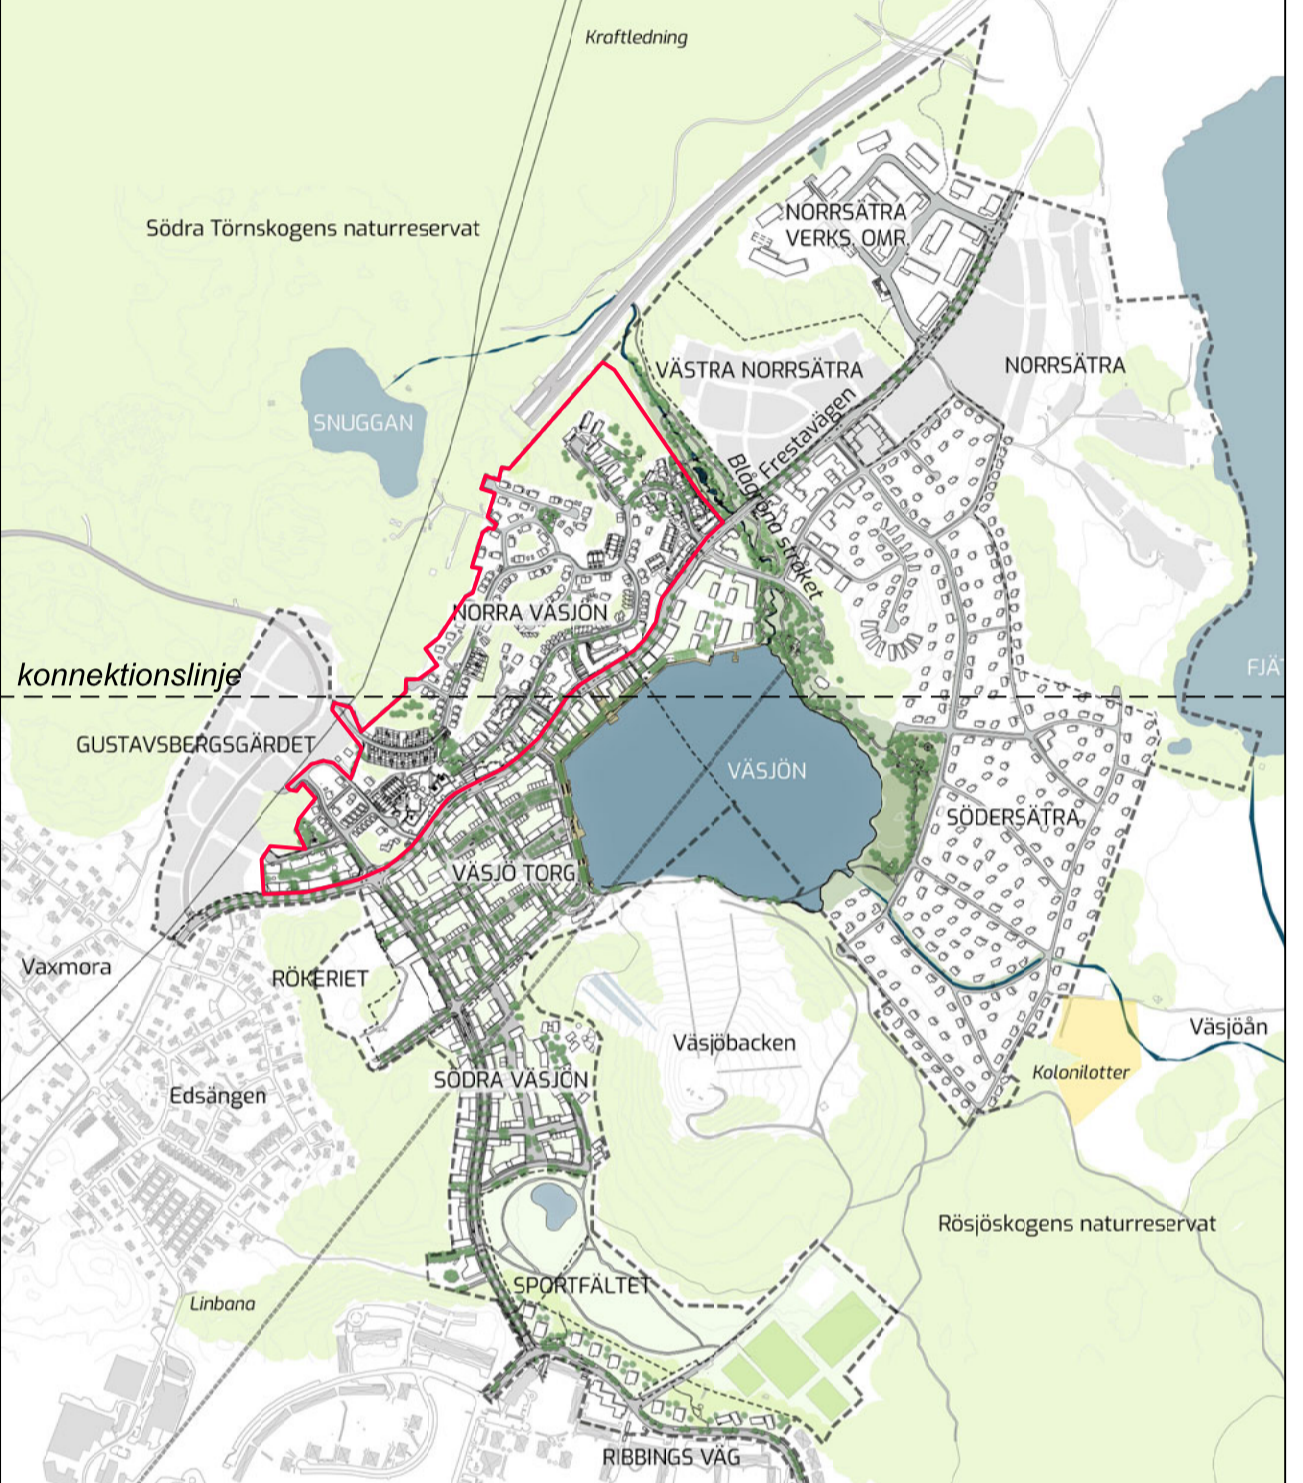 Kraftledning
Södra Törnskogens naturreservat
NORRSÄTRA
VERKS. OMR.
VÄSTRA NORRSÄTRA
NORRSÄTRA
SNUGGAN
Frestavägen
Blågröna stråket
NORRA VÄSJÖN
konnektionslinje
FJÄT
GUSTAVSBERGSGÄRDET
VÄSJÖN
SÖDERSÄTRA
VÄSJÖ TORG
Vaxmora
RÖKERIET
Väsjöån
Väsjöbacken
Kolonilotter
SÖDRA VÄSJÖN
Edsängen
Rösjöskogens naturreservat
SPORTFÄLTET
Linbana
RIBBINGS VÄG